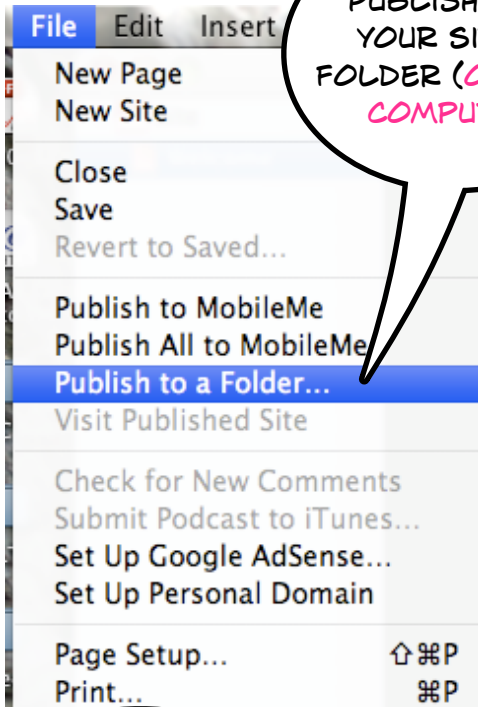 File Edit Insert
PUBLISH
YOUR
FOLDER
New Page
New Site
Close
Save
Revert to Saved...
Publish to MobileMe
Publish All to MobileMe
Publish to a Folder...
Visit Published Site
Check for New Comments
Submit Podcast to iTunes...
Set Up Google AdSense...
Set Up Personal Domain
Page Setup... ⇧⌘P
Print... ⌘P